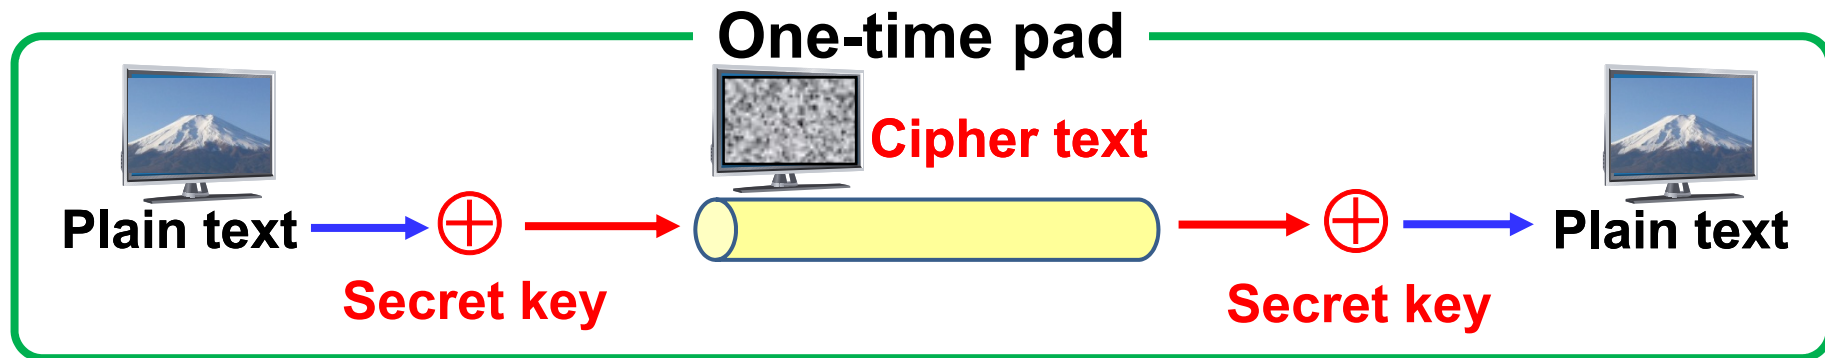 One-time pad
Cipher text
Plain text
Plain text
Secret key
Secret key